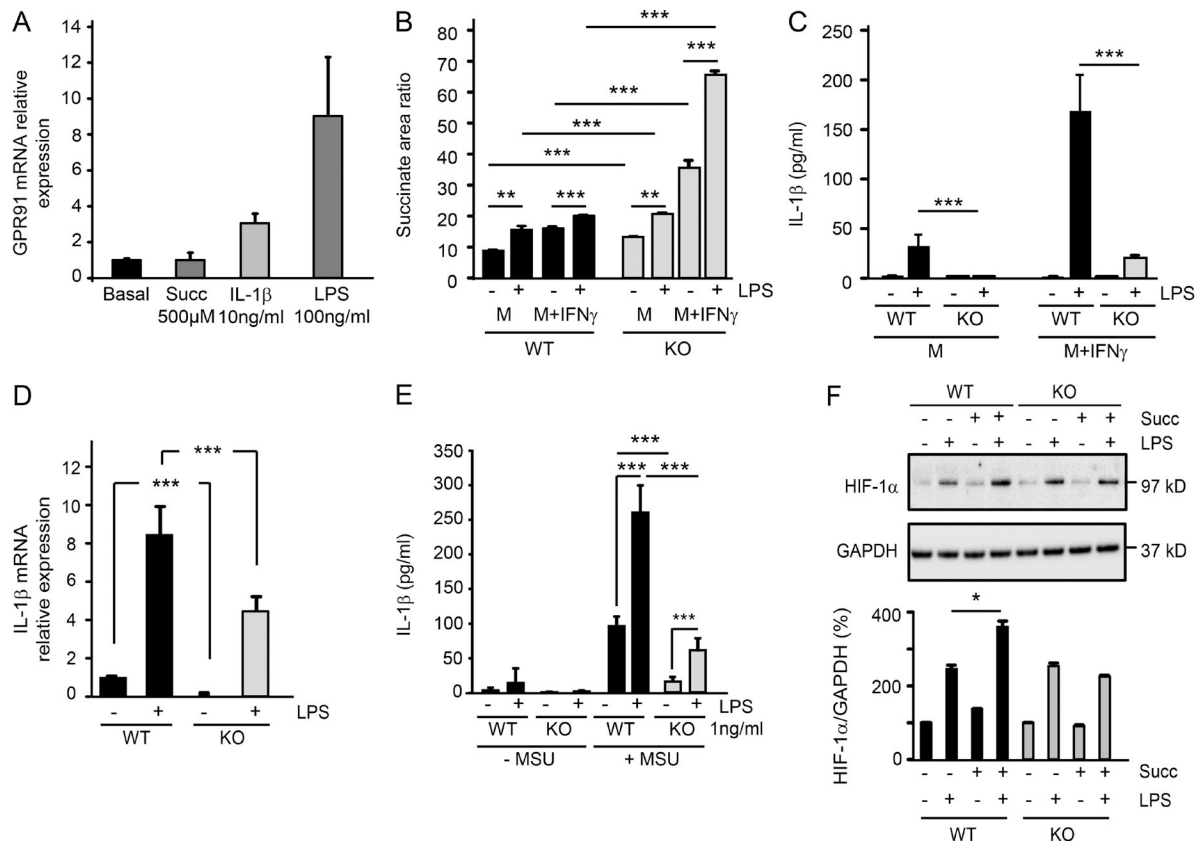 A
GPR91 mRNA relative
expression
14
12
10
8
6
4
2
0
Basal Succ IL-1β LPS
500µM 10ng/ml 100ng/ml
B
Succinate area ratio
80
70
60
50
40
30
20
10
0
***
***
***
***
***
** *** **
- + - + - + - + LPS
M M+IFNγ M M+IFNγ
WT KO
C
IL-1β (pg/ml)
250
200
150
100
50
0
***
***
- + - + - + - + LPS
WT KO WT KO
M M+IFNγ
D
IL-1β mRNA
relative expression
12
10
8
6
4
2
0
***
***
- + - + LPS
WT KO
E
IL-1β (pg/ml)
350
300
250
200
150
100
50
0
***
*** ***
***
- + - + - + - + LPS
WT KO WT KO 1ng/ml
- MSU + MSU
F
WT KO
- - + + - - + + Succ
- + - + - + - + LPS
HIF-1α 97 kD
GAPDH 37 kD
HIF-1α/GAPDH (%)
400
200
0
*
- - + + - - + + Succ
- + - + - + - + LPS
WT KO